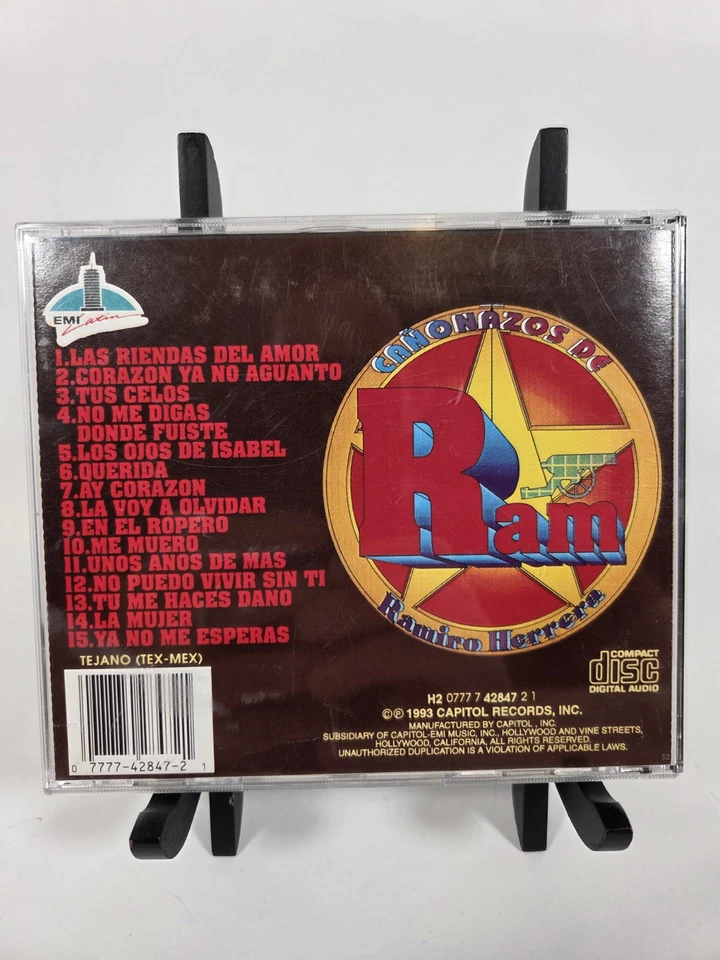 EMI Latin
1.LAS RIENDAS DEL AMOR
2.CORAZON YA NO AGUANTO
3.TUS CELOS
4.NO ME DIGAS
DONDE FUISTE
5.LOS OJOS DE ISABEL
6.QUERIDA
7.AY CORAZON
8.LA VOY A OLVIDAR
9.EN EL ROPERO
10.ME MUERO
11.UNOS ANOS DE MAS
12.NO PUEDO VIVIR SIN TI
13.TU ME HACES DANO
14.LA MUJER
15.YA NO ME ESPERAS
TEJANO (TEX-MEX)
0 7777-42847-2 1
CAÑONAZOS DE
Ram
Ramiro Herrera
COMPACT
disc
DIGITAL AUDIO
H2 0777 7 42847 2 1
©℗ 1993 CAPITOL RECORDS, INC.
MANUFACTURED BY CAPITOL , INC.
SUBSIDIARY OF CAPITOL-EMI MUSIC, INC., HOLLYWOOD AND VINE STREETS,
HOLLYWOOD, CALIFORNIA, ALL RIGHTS RESERVED.
UNAUTHORIZED DUPLICATION IS A VIOLATION OF APPLICABLE LAWS.